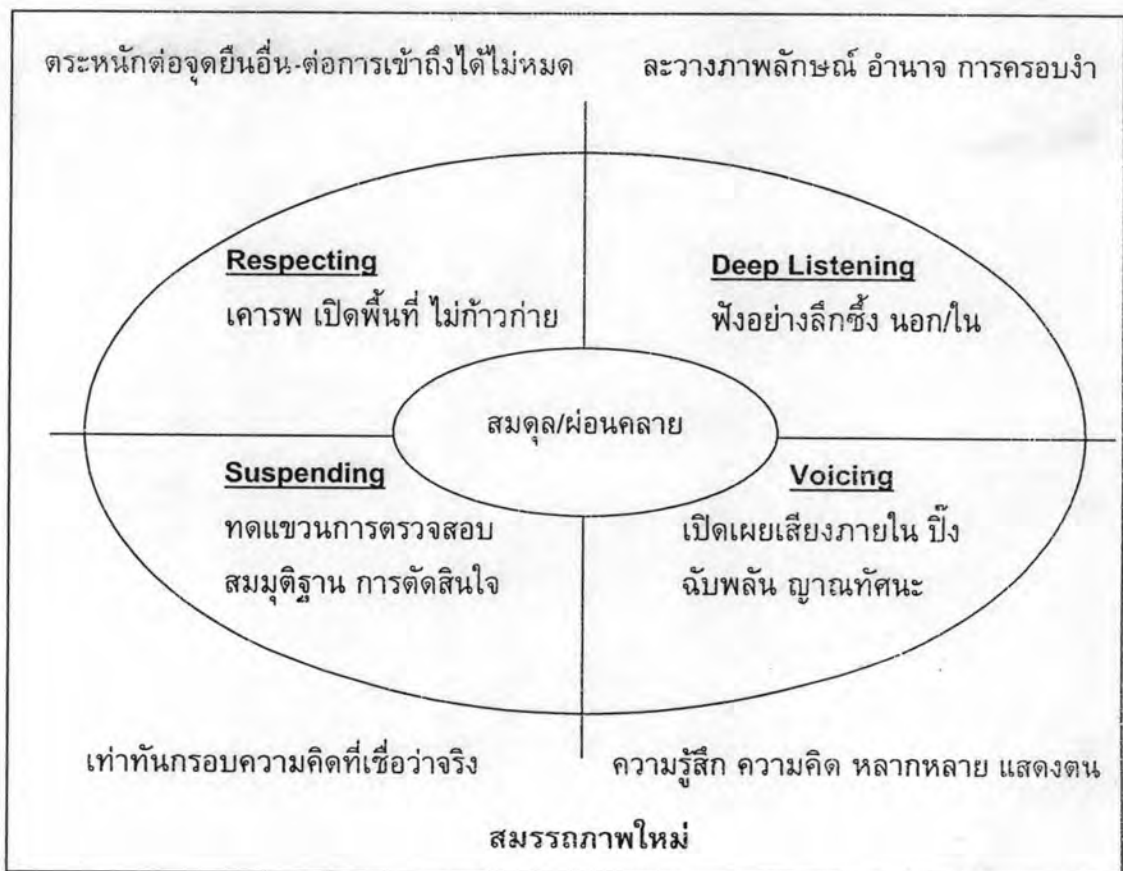 ตระหนักต่อจุดยืนอื่น-ต่อการเข้าถึงได้ไม่หมด
ละวางภาพลักษณ์ อำนาจ การครอบงำ
Respecting
เคารพ เปิดพื้นที่ ไม่ก้าวก่าย
Deep Listening
ฟังอย่างลึกซึ้ง นอก/ใน
สมดุล/ผ่อนคลาย
Suspending
ทดแขวนการตรวจสอบ
สมมุติฐาน การตัดสินใจ
Voicing
เปิดเผยเสียงภายใน ปิ๊ง
ฉับพลัน ญาณทัศนะ
เท่าทันกรอบความคิดที่เชื่อว่าจริง
ความรู้สึก ความคิด หลากหลาย แสดงตน
สมรรถภาพใหม่